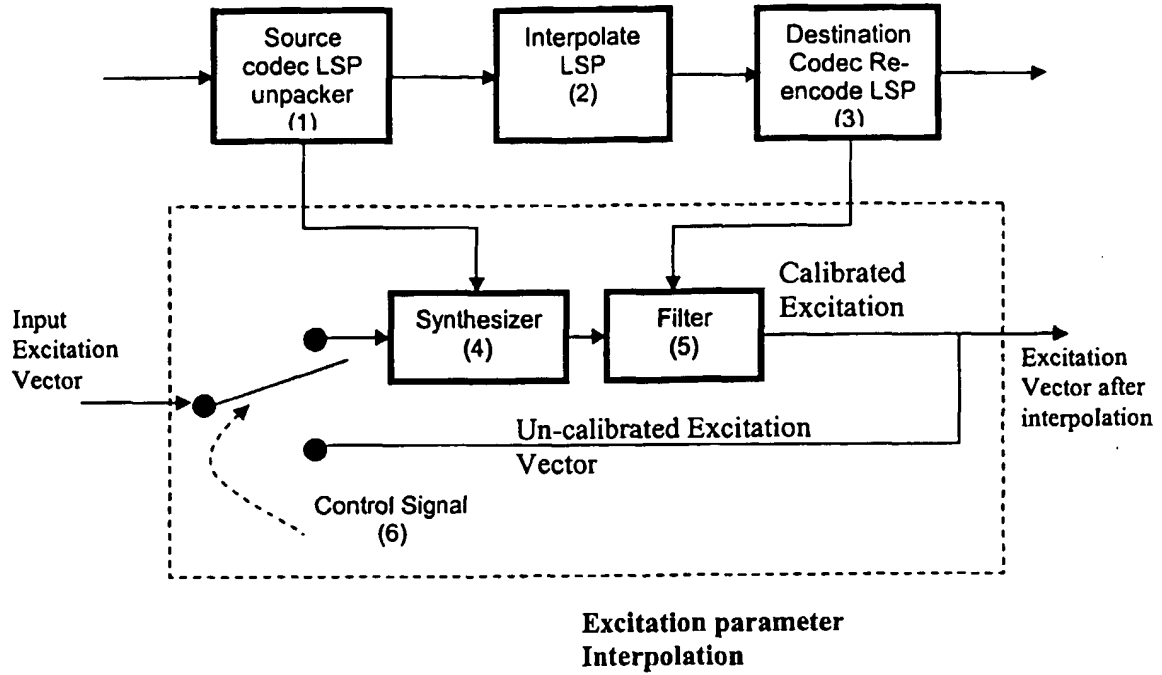 Source
codec LSP
unpacker
(1)
Interpolate
LSP
(2)
Destination
Codec Re-
encode LSP
(3)
Calibrated
Excitation
Input
Excitation
Vector
Synthesizer
(4)
Filter
(5)
Excitation
Vector after
interpolation
Un-calibrated Excitation
Vector
Control Signal
(6)
Excitation parameter
Interpolation